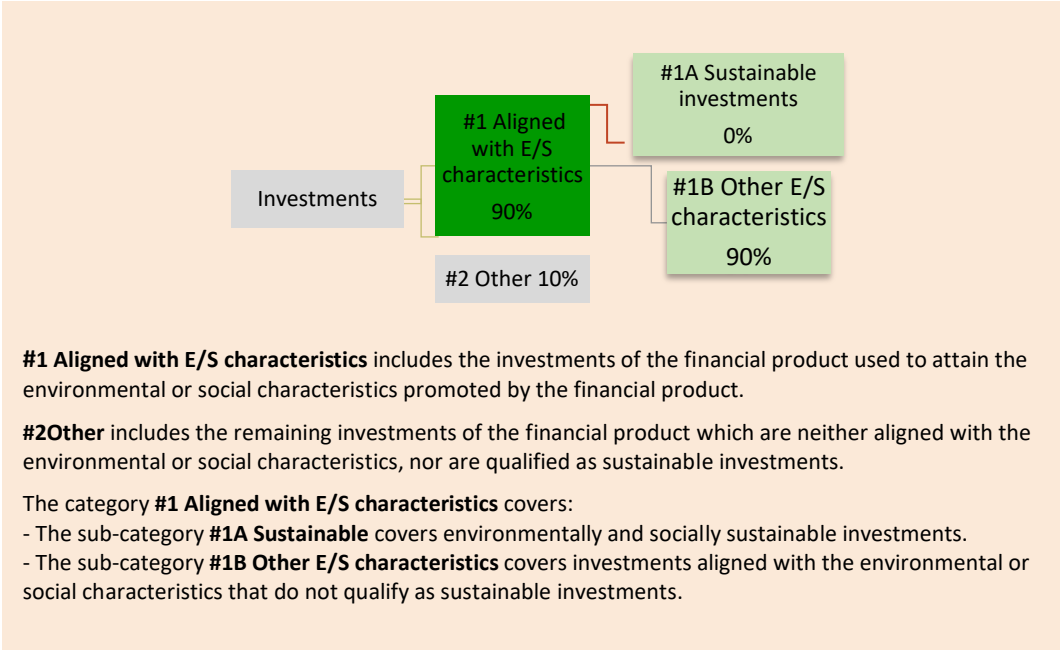 #1A Sustainable
investments
0%
#1 Aligned
with E/S
characteristics
90%
Investments
#1B Other E/S
characteristics
90%
#2 Other 10%
#1 Aligned with E/S characteristics includes the investments of the financial product used to attain the
environmental or social characteristics promoted by the financial product.
#2Other includes the remaining investments of the financial product which are neither aligned with the
environmental or social characteristics, nor are qualified as sustainable investments.
The category #1 Aligned with E/S characteristics covers:
- The sub-category #1A Sustainable covers environmentally and socially sustainable investments.
- The sub-category #1B Other E/S characteristics covers investments aligned with the environmental or
social characteristics that do not qualify as sustainable investments.